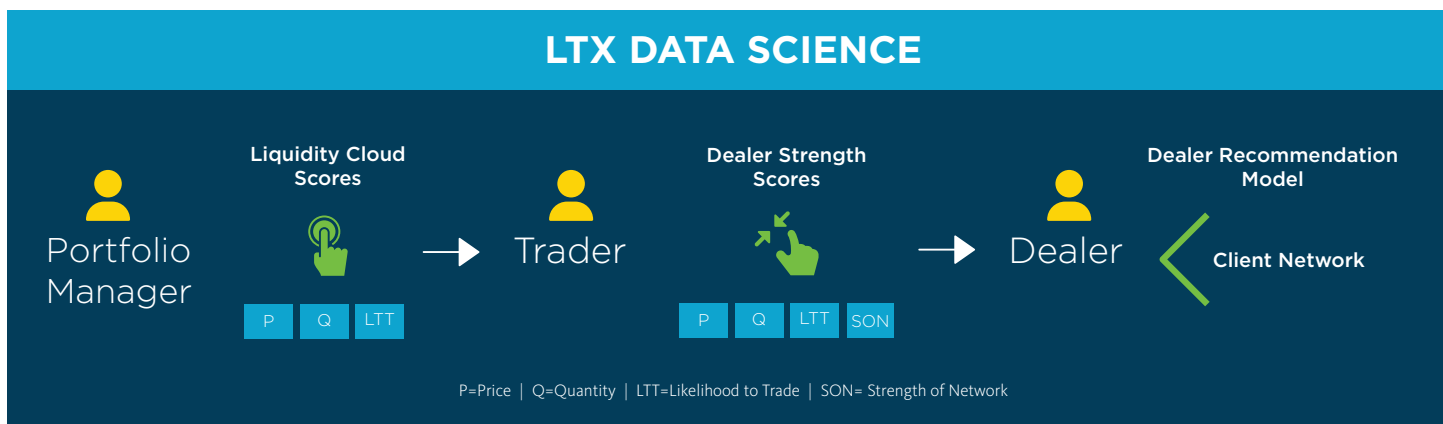 LTX DATA SCIENCE
Portfolio
Manager
Liquidity Cloud
Scores
P
Q
LTT
Trader
Dealer Strength
Scores
P
Q
LTT
SON
Dealer
Dealer Recommendation
Model
Client Network
P=Price | Q=Quantity | LTT=Likelihood to Trade | SON= Strength of Network